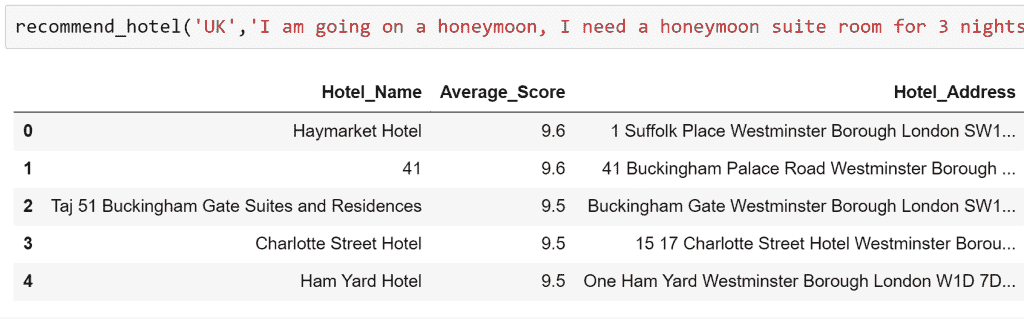 recommend_hotel('UK','I am going on a honeymoon, I need a honeymoon suite room for 3 nights
Hotel_Name Average_Score Hotel_Address
0 Haymarket Hotel 9.6 1 Suffolk Place Westminster Borough London SW1...
1 41 9.6 41 Buckingham Palace Road Westminster Borough ...
2 Taj 51 Buckingham Gate Suites and Residences 9.5 Buckingham Gate Westminster Borough London SW1...
3 Charlotte Street Hotel 9.5 15 17 Charlotte Street Hotel Westminster Borou...
4 Ham Yard Hotel 9.5 One Ham Yard Westminster Borough London W1D 7D...